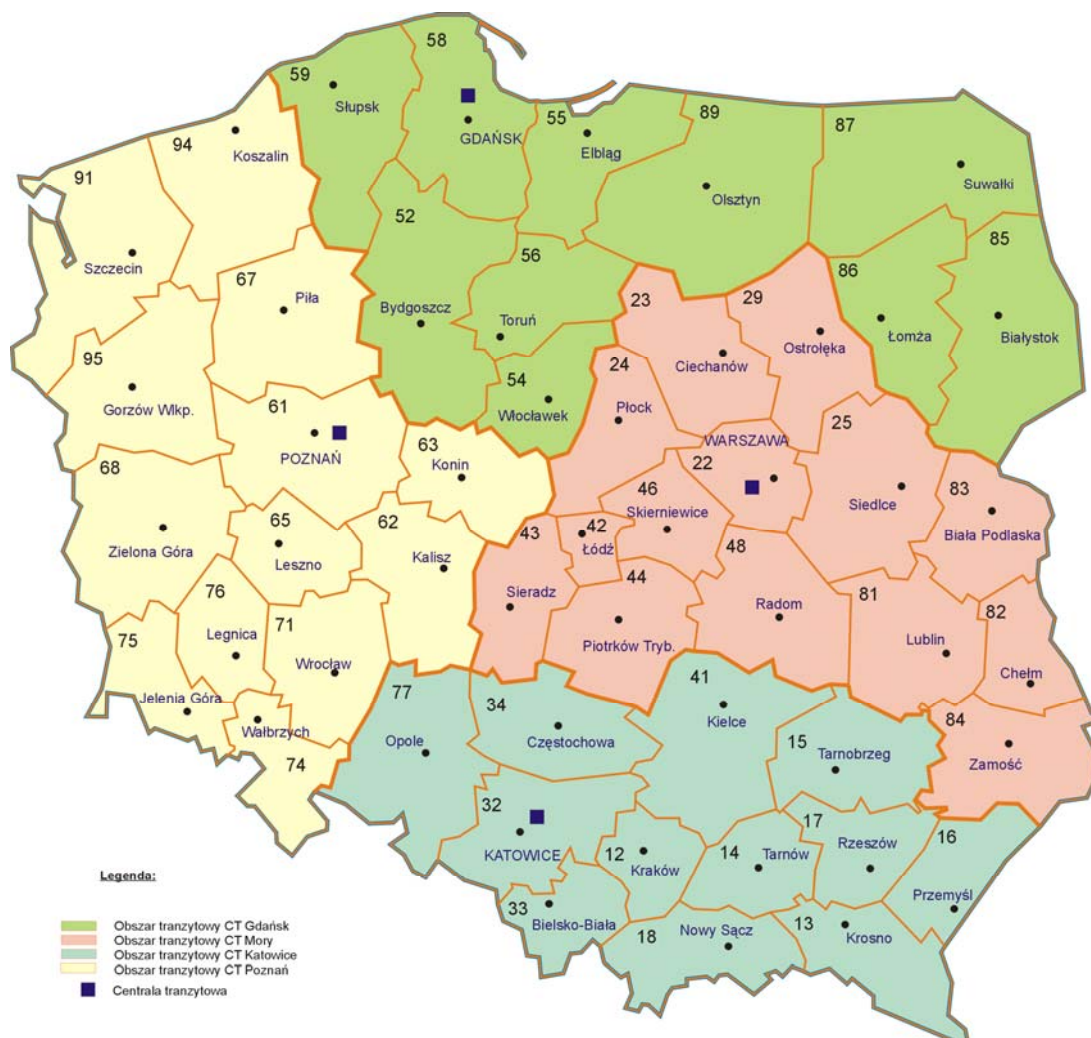 58
59
Słupsk
GDAŃSK
55
Elbląg
89
Olsztyn
87
Suwałki
94
Koszalin
91
Szczecin
52
Bydgoszcz
56
Toruń
85
Białystok
86
Łomża
67
Piła
23
Ciechanów
29
Ostrołęka
95
Gorzów Wlkp.
54
Włocławek
24
Płock
61
POZNAŃ
63
Konin
WARSZAWA
22
25
Siedlce
68
Zielona Góra
65
Leszno
62
Kalisz
46
Skierniewice
83
Biała Podlaska
43
Sieradz
42
Łódź
44
Piotrków Tryb.
48
Radom
81
Lublin
82
Chełm
76
Legnica
71
Wrocław
75
Jelenia Góra
Wałbrzych
74
77
Opole
34
Częstochowa
41
Kielce
15
Tarnobrzeg
84
Zamość
32
KATOWICE
12
Kraków
14
Tarnów
17
Rzeszów
16
Przemyśl
33
Bielsko-Biała
18
Nowy Sącz
13
Krosno
Legenda:
Obszar tranzytowy CT Gdańsk
Obszar tranzytowy CT Mory
Obszar tranzytowy CT Katowice
Obszar tranzytowy CT Poznań
Centrala tranzytowa